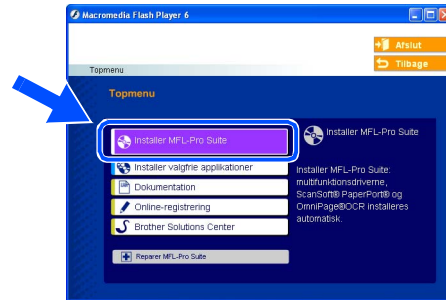 Macromedia Flash Player 6
Afslut
Tilbage
Topmenu
Topmenu
Installer MFL-Pro Suite
Installer valgfrie applikationer
Dokumentation
Online-registrering
Brother Solutions Center
Reparer MFL-Pro Suite
Installer MFL-Pro Suite
Installer MFL-Pro Suite:
multifunktionsdriverne,
ScanSoft® PaperPort® og
OmniPage®OCR installeres
automatisk.